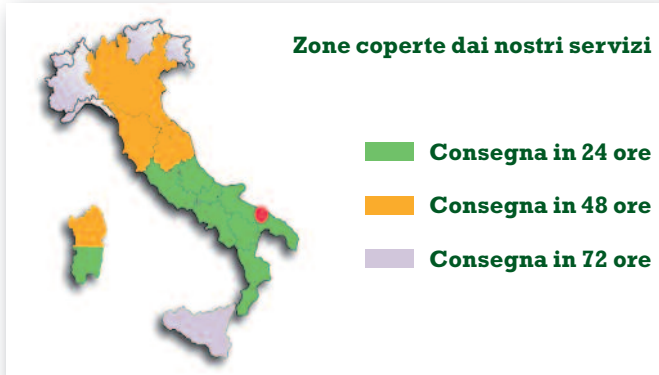 Zone coperte dai nostri servizi
Consegna in 24 ore
Consegna in 48 ore
Consegna in 72 ore